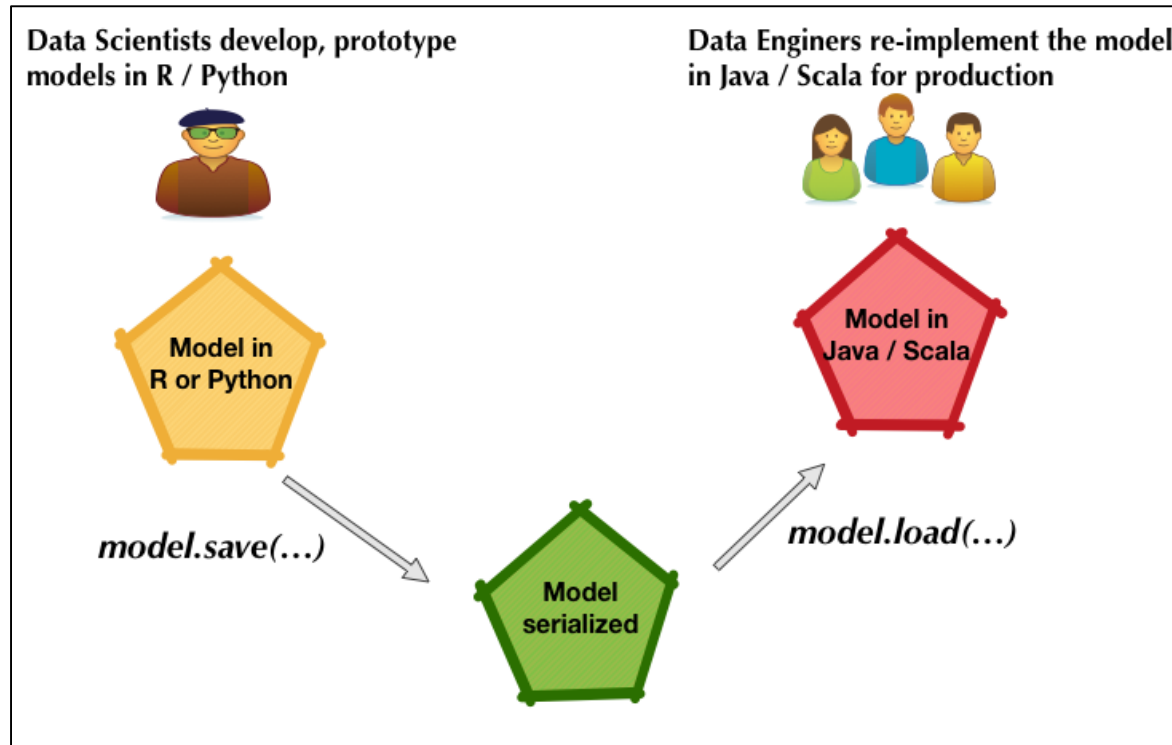 Data Scientists develop, prototype
models in R / Python
Data Enginers re-implement the model
in Java / Scala for production
Model in
R or Python
Model in
Java / Scala
model.save(…)
model.load(…)
Model
serialized